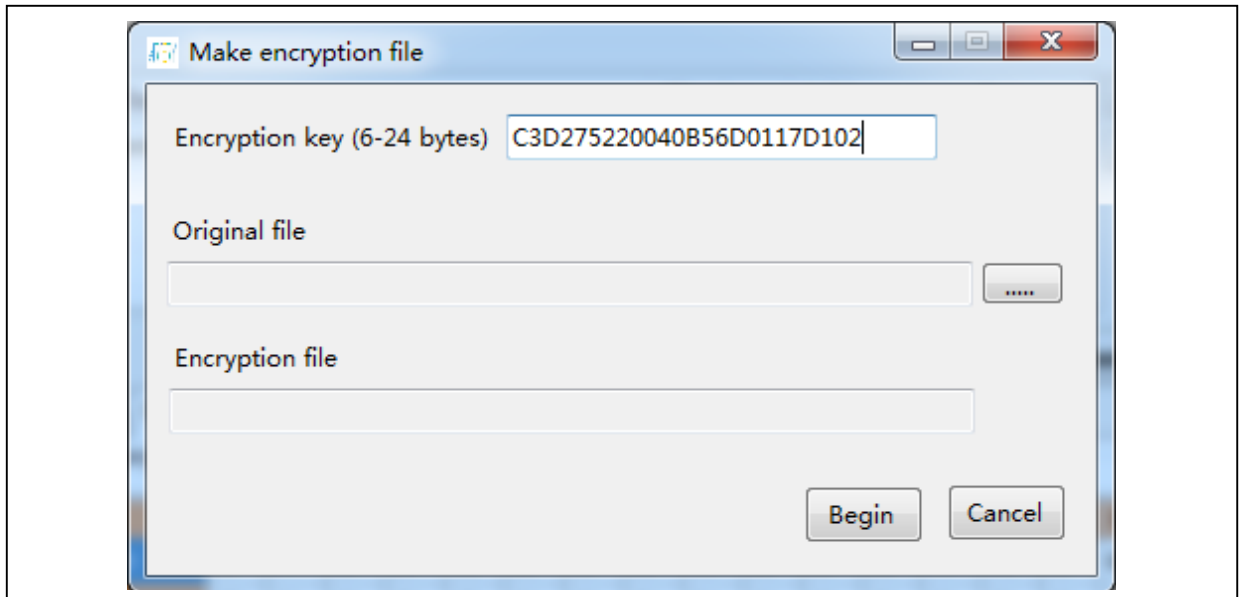 Make encryption file
Encryption key (6-24 bytes) C3D275220040B56D0117D102
Original file
.....
Encryption file
Begin Cancel